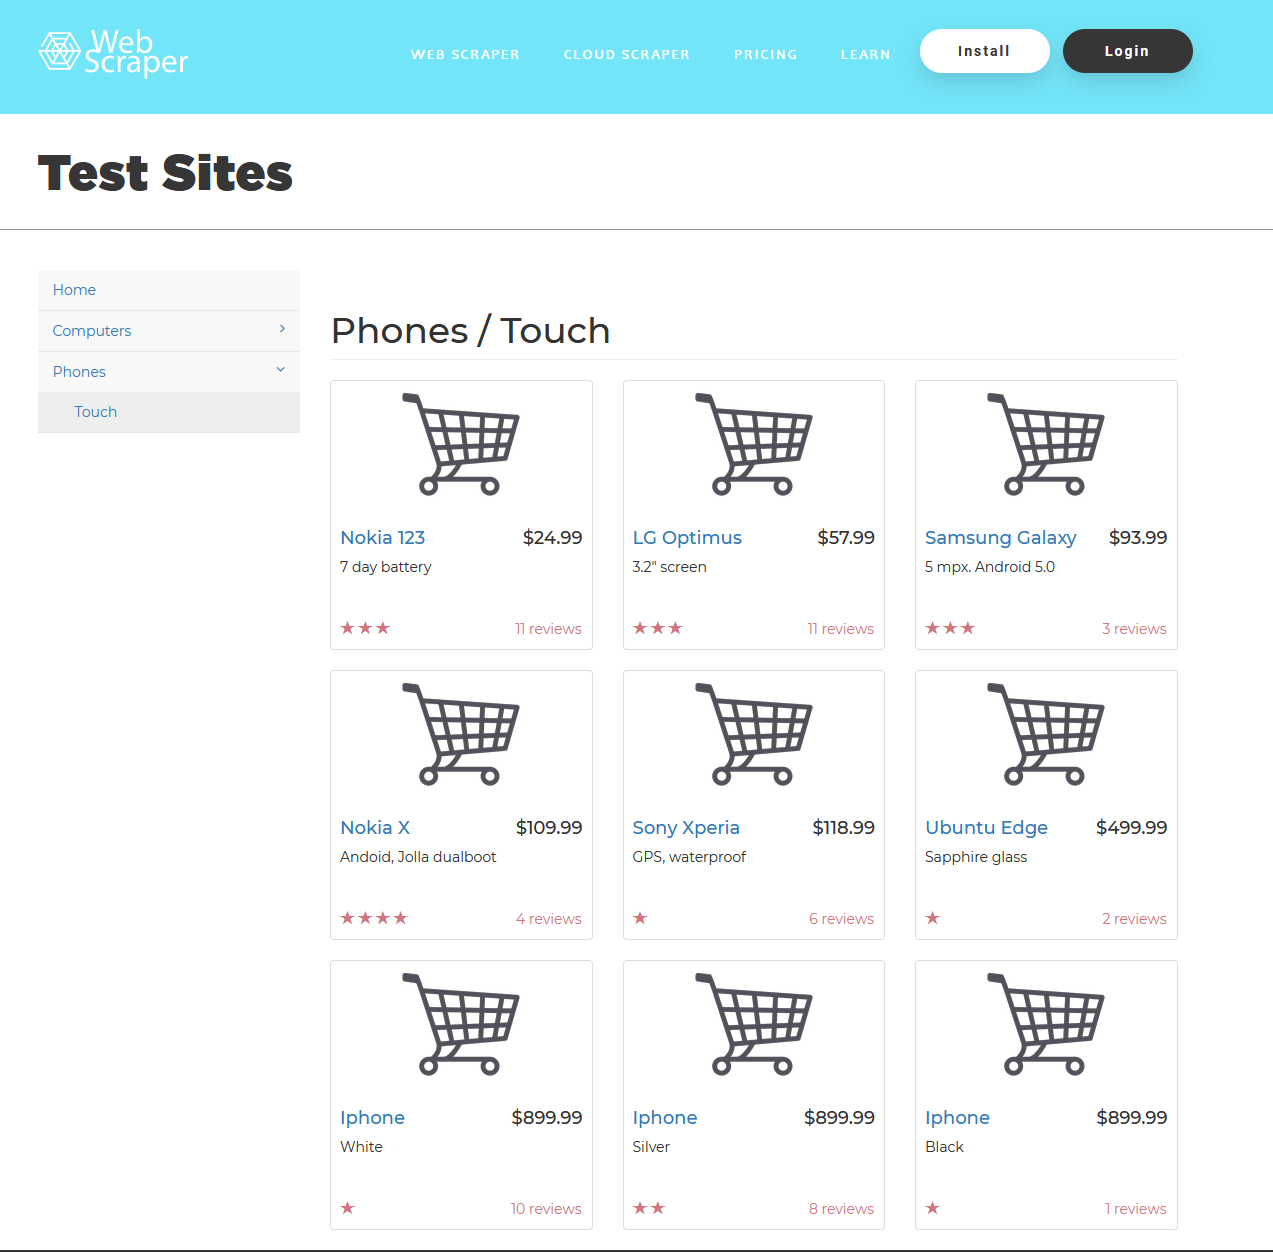 Web
Scraper
WEB SCRAPER
CLOUD SCRAPER
PRICING
LEARN
Install
Login
Test Sites
Home
Computers
Phones
Touch
Phones / Touch
Nokia 123 $24.99
7 day battery
11 reviews
LG Optimus $57.99
3.2" screen
11 reviews
Samsung Galaxy $93.99
5 mpx. Android 5.0
3 reviews
Nokia X $109.99
Andoid, Jolla dualboot
4 reviews
Sony Xperia $118.99
GPS, waterproof
6 reviews
Ubuntu Edge $499.99
Sapphire glass
2 reviews
Iphone $899.99
White
10 reviews
Iphone $899.99
Silver
8 reviews
Iphone $899.99
Black
1 reviews